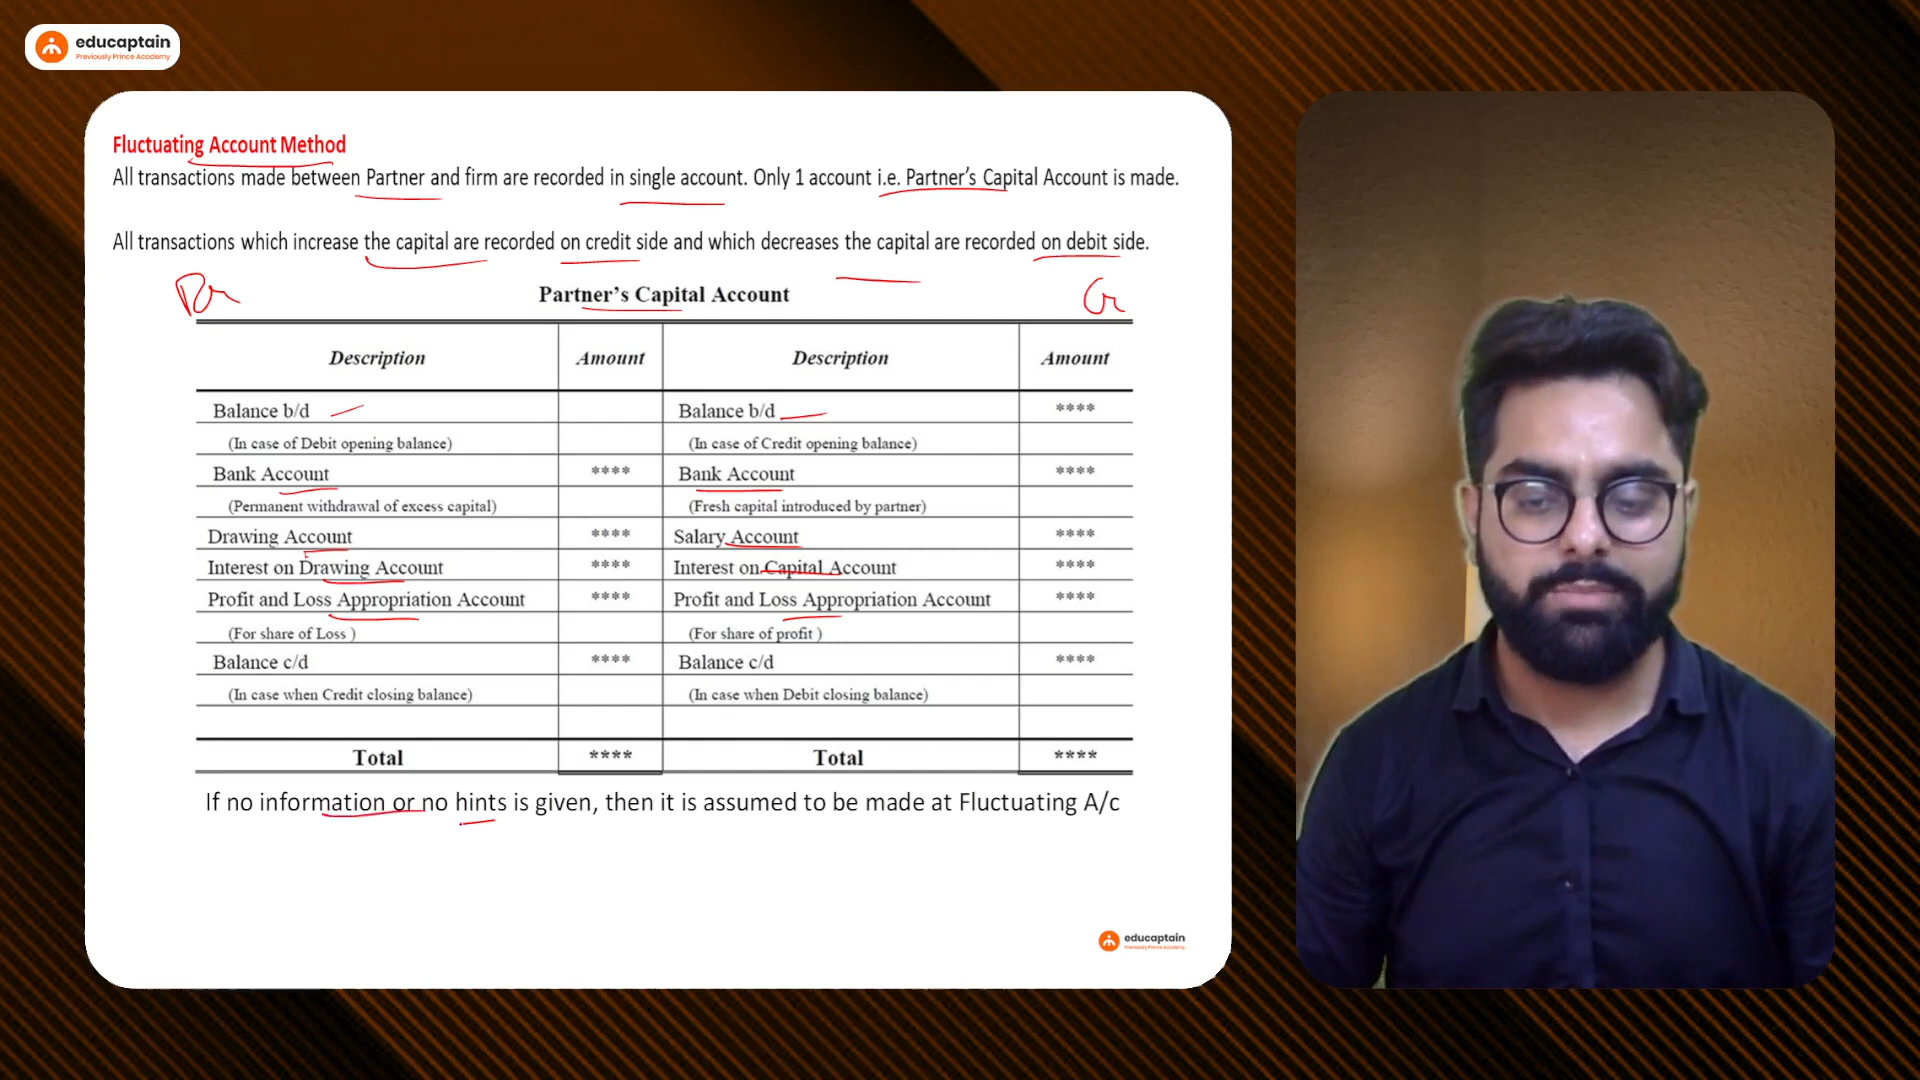 educaptain
Previously Prince Academy
Fluctuating Account Method
All transactions made between Partner and firm are recorded in single account. Only 1 account i.e. Partner's Capital Account is made.
All transactions which increase the capital are recorded on credit side and which decreases the capital are recorded on debit side.
Dr
Cr
Partner's Capital Account
Description Amount Description Amount
Balance b/d Balance b/d ****
(In case of Debit opening balance) (In case of Credit opening balance)
Bank Account **** Bank Account ****
(Permanent withdrawal of excess capital) (Fresh capital introduced by partner)
Drawing Account **** Salary Account ****
Interest on Drawing Account **** Interest on Capital Account ****
Profit and Loss Appropriation Account **** Profit and Loss Appropriation Account ****
(For share of Loss ) (For share of profit )
Balance c/d **** Balance c/d ****
(In case when Credit closing balance) (In case when Debit closing balance)
Total **** Total ****
If no information or no hints is given, then it is assumed to be made at Fluctuating A/c
educaptain
Previously Prince Academy